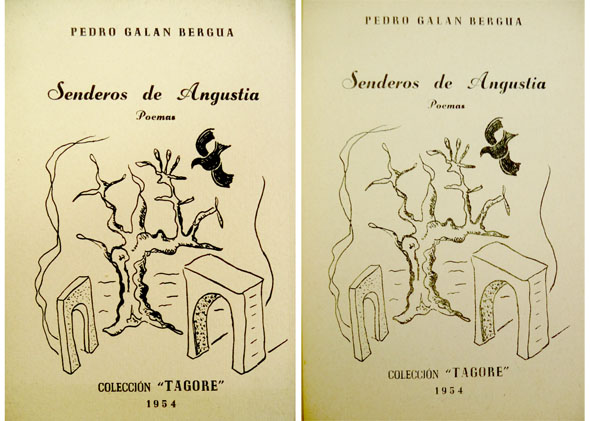 PEDRO GALAN BERGUA
Senderos de Angustia
Poemas
COLECCIÓN "TAGORE"
1954
PEDRO GALAN BERGUA
Senderos de Angustia
Poemas
COLECCIÓN "TAGORE"
1954